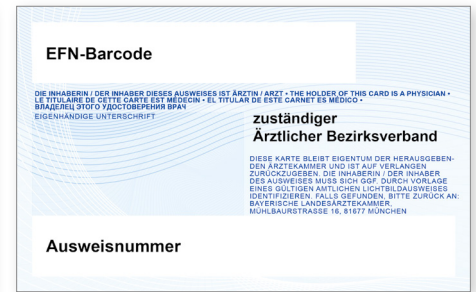 EFN-Barcode
DIE INHABERIN / DER INHABER DIESES AUSWEISES IST ÄRZTIN / ARZT • THE HOLDER OF THIS CARD IS A PHYSICIAN •
LE TITULAIRE DE CETTE CARTE EST MÉDECIN • EL TITULAR DE ESTE CARNET ES MÉDICO •
ВЛАДЕЛЕЦ ЭТОГО УДОСТОВЕРЕНИЯ ВРАЧ
EIGENHÄNDIGE UNTERSCHRIFT
zuständiger
Ärztlicher Bezirksverband
DIESE KARTE BLEIBT EIGENTUM DER HERAUSGEBEN-
DEN ÄRZTEKAMMER UND IST AUF VERLANGEN
ZURÜCKZUGEBEN. DIE INHABERIN / DER INHABER
DES AUSWEISES MUSS SICH GGF. DURCH VORLAGE
EINES GÜLTIGEN AMTLICHEN LICHTBILDAUSWEISES
IDENTIFIZIEREN. FALLS GEFUNDEN, BITTE ZURÜCK AN:
BAYERISCHE LANDESÄRZTEKAMMER,
MÜHLBAURSTRASSE 16, 81677 MÜNCHEN
Ausweisnummer